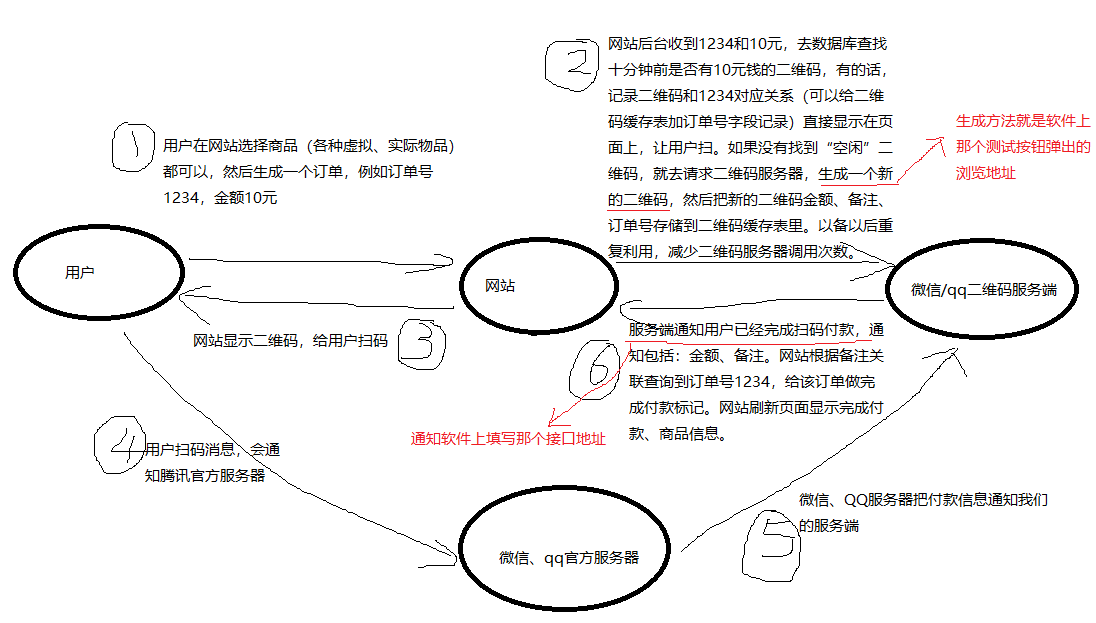 1
用户在网站选择商品（各种虚拟、实际物品）
都可以，然后生成一个订单，例如订单号
1234，金额10元
2
网站后台收到1234和10元，去数据库查找
十分钟前是否有10元钱的二维码，有的话，
记录二维码和1234对应关系（可以给二维
码缓存表加订单号字段记录）直接显示在页
面上，让用户扫。如果没有找到“空闲”二
维码，就去请求二维码服务器，生成一个新
的二维码，然后把新的二维码金额、备注、
订单号存储到二维码缓存表里。以备以后重
复利用，减少二维码服务器调用次数。
生成方法就是软件上
那个测试按钮弹出的
浏览地址
用户
网站
微信/qq二维码服务端
网站显示二维码，给用户扫码
3
6
服务端通知用户已经完成扫码付款，通
知包括：金额、备注。网站根据备注关
联查询到订单号1234，给该订单做完
成付款标记。网站刷新页面显示完成付
款、商品信息。
通知软件上填写那个接口地址
4
用户扫码消息，会通
知腾讯官方服务器
微信、qq官方服务器
5
微信、QQ服务器把付款信息通知我们
的服务端